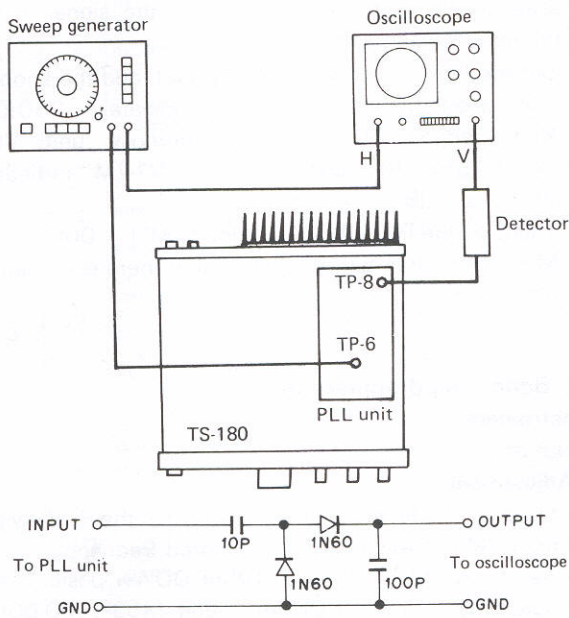 Sweep generator
Oscilloscope
H
V
Detector
TP-8
TP-6
PLL unit
TS-180
INPUT
10P
1N60
OUTPUT
To PLL unit
1N60
100P
To oscilloscope
GND
GND